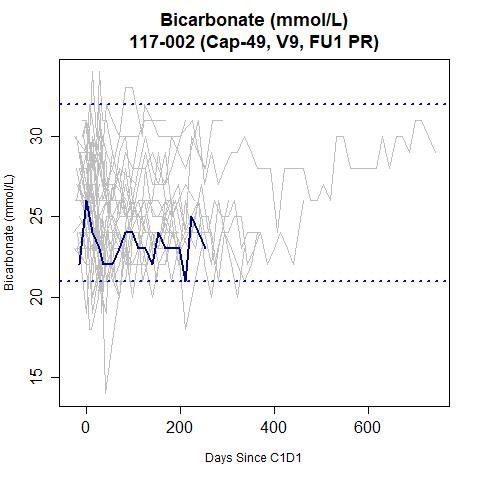 Bicarbonate (mmol/L)
117-002 (Cap-49, V9, FU1 PR)
Bicarbonate (mmol/L)
30
25
20
15
0
200
400
600
Days Since C1D1